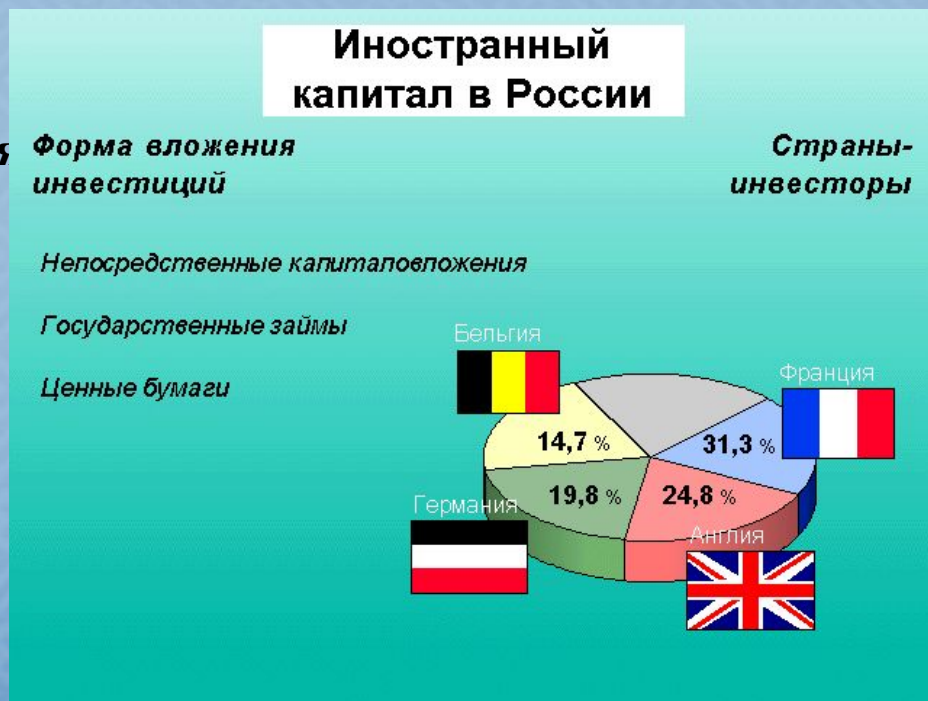 Иностранный
капитал в России
я
Форма вложения
инвестиций
Страны-
инвесторы
Непосредственные капиталовложения
Государственные займы
Ценные бумаги
Бельгия
Франция
14,7 %
31,3 %
19,8 %
24,8 %
Германия
Англия